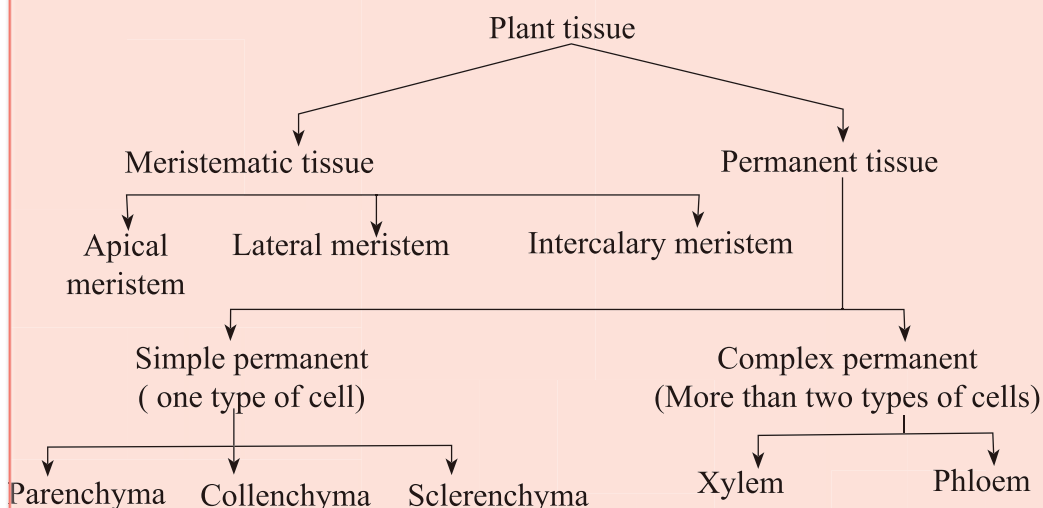 Plant tissue
Meristematic tissue
Permanent tissue
Apical
meristem
Lateral meristem
Intercalary meristem
Simple permanent
( one type of cell)
Complex permanent
(More than two types of cells)
Parenchyma
Collenchyma
Sclerenchyma
Xylem
Phloem